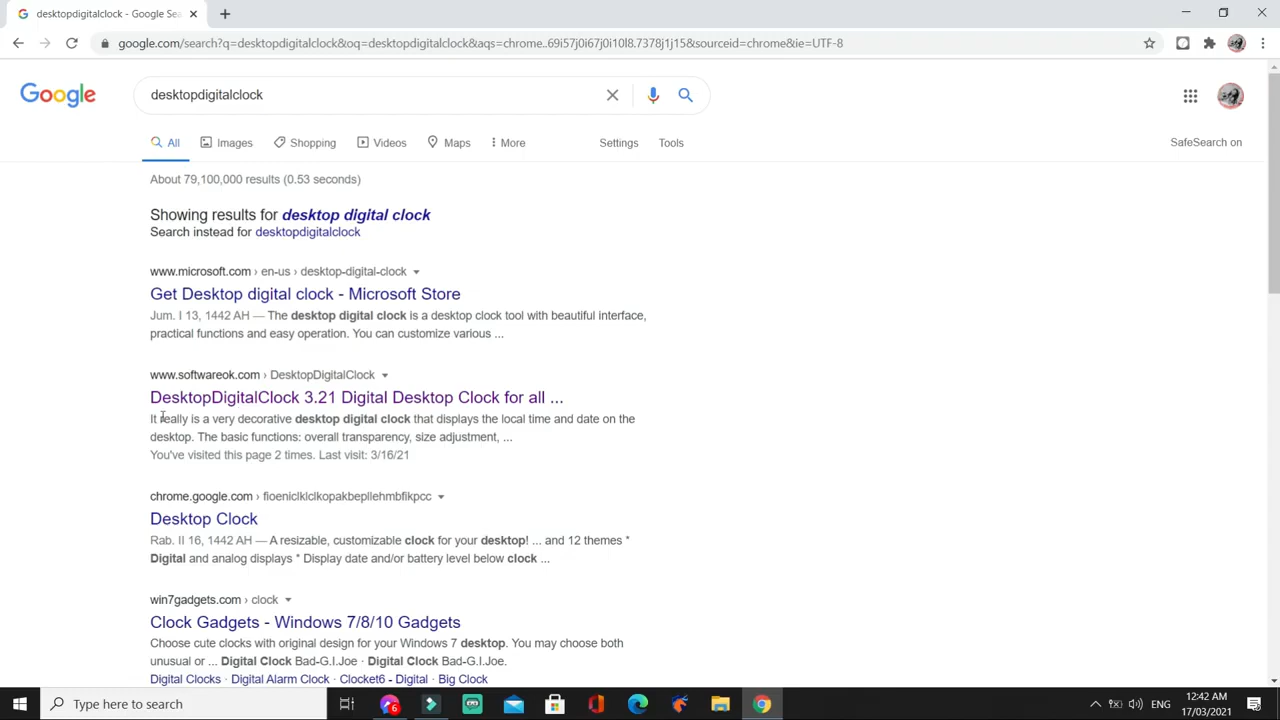 desktopdigitalclock - Google Sea
google.com/search?q=desktopdigitalclock&oq=desktopdigitalclock&aqs=chrome..69i57j0i67j0i10l8.7378j1j15&sourceid=chrome&ie=UTF-8
Google
desktopdigitalclock
All Images Shopping Videos Maps More Settings Tools SafeSearch on
About 79,100,000 results (0.53 seconds)
Showing results for desktop digital clock
Search instead for desktopdigitalclock
www.microsoft.com › en-us › desktop-digital-clock
Get Desktop digital clock - Microsoft Store
Jum. I 13, 1442 AH — The desktop digital clock is a desktop clock tool with beautiful interface,
practical functions and easy operation. You can customize various ...
www.softwareok.com › DesktopDigitalClock
DesktopDigitalClock 3.21 Digital Desktop Clock for all ...
It really is a very decorative desktop digital clock that displays the local time and date on the
desktop. The basic functions: overall transparency, size adjustment, ...
You've visited this page 2 times. Last visit: 3/16/21
chrome.google.com › fioeniclklclkopakbepllehmbfikpcc
Desktop Clock
Rab. II 16, 1442 AH — A resizable, customizable clock for your desktop! ... and 12 themes *
Digital and analog displays * Display date and/or battery level below clock ...
win7gadgets.com › clock
Clock Gadgets - Windows 7/8/10 Gadgets
Choose cute clocks with original design for your Windows 7 desktop. You may choose both
unusual or ... Digital Clock Bad-G.I.Joe · Digital Clock Bad-G.I.Joe.
Digital Clocks · Digital Alarm Clock · Clocket6 - Digital · Big Clock
Type here to search
6
ENG
12:42 AM
17/03/2021